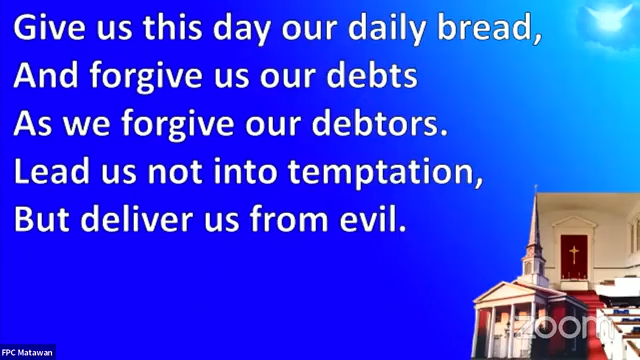 Give us this day our daily bread,
And forgive us our debts
As we forgive our debtors.
Lead us not into temptation,
But deliver us from evil.
zoom
FPC Matawan